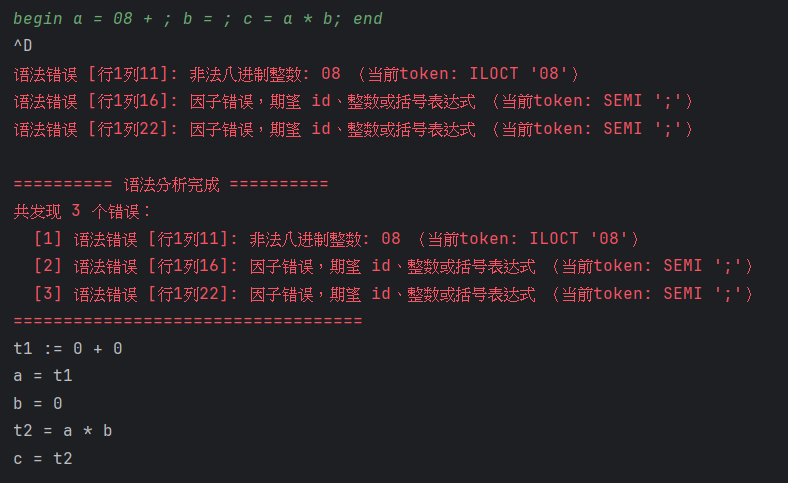 begin a = 08 + ; b = ; c = a * b; end
^D
语法错误 [行1列11]: 非法八进制整数: 08 （当前token: ILOCT '08'）
语法错误 [行1列16]: 因子错误，期望 id、整数或括号表达式 （当前token: SEMI ';'）
语法错误 [行1列22]: 因子错误，期望 id、整数或括号表达式 （当前token: SEMI ';'）
========== 语法分析完成 ==========
共发现 3 个错误：
[1] 语法错误 [行1列11]: 非法八进制整数: 08 （当前token: ILOCT '08'）
[2] 语法错误 [行1列16]: 因子错误，期望 id、整数或括号表达式 （当前token: SEMI ';'）
[3] 语法错误 [行1列22]: 因子错误，期望 id、整数或括号表达式 （当前token: SEMI ';'）
===================================
t1 := 0 + 0
a = t1
b = 0
t2 = a * b
c = t2